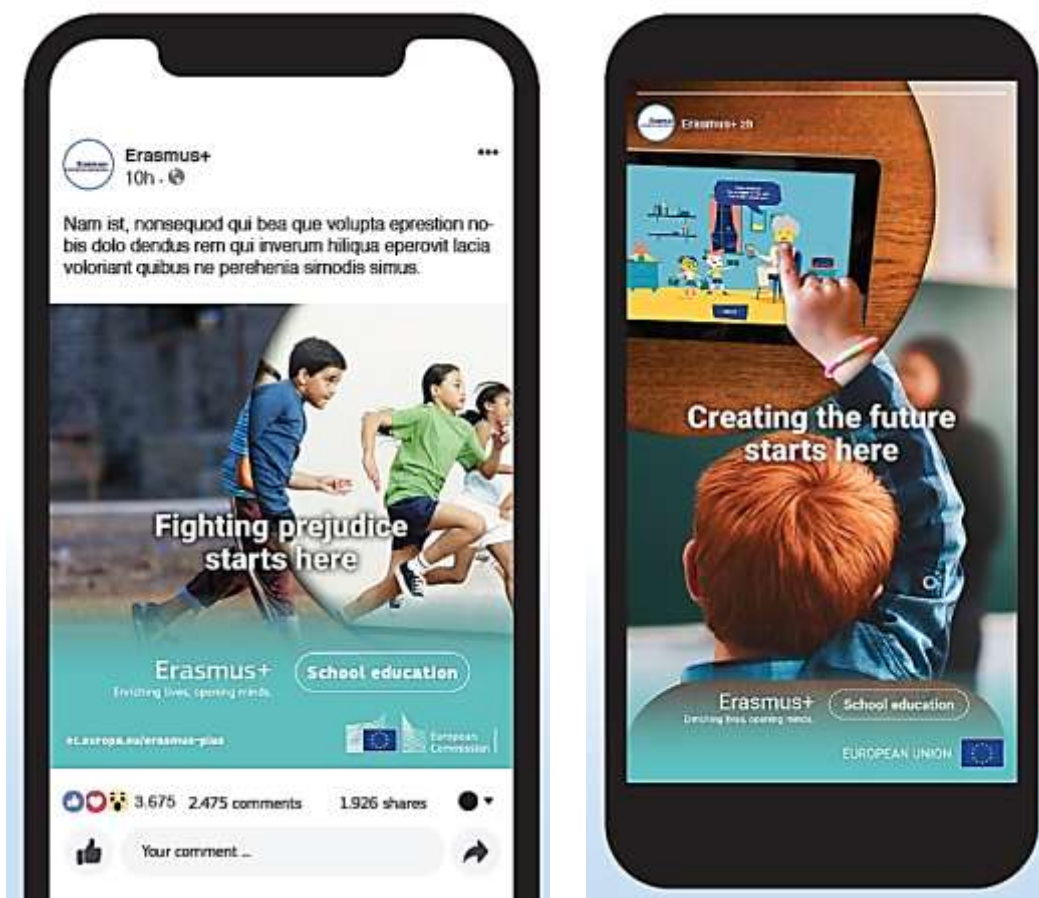 Erasmus+
10h .
Nam ist, nonsequod qui bea que volupta eprestion no-
bis dolo dendus rem qui inverum hiliqua eperovit lacia
voloriant quibus ne perehenia simodis simus.
Fighting prejudice
starts here
Erasmus+
Enriching lives, opening minds.
School education
ec.europa.eu/erasmus-plus
European
Commission
3.675 2.475 comments 1.926 shares
Your comment ...
Erasmus+ 2h
Creating the future
starts here
Erasmus+
Enriching lives, opening minds.
School education
EUROPEAN UNION